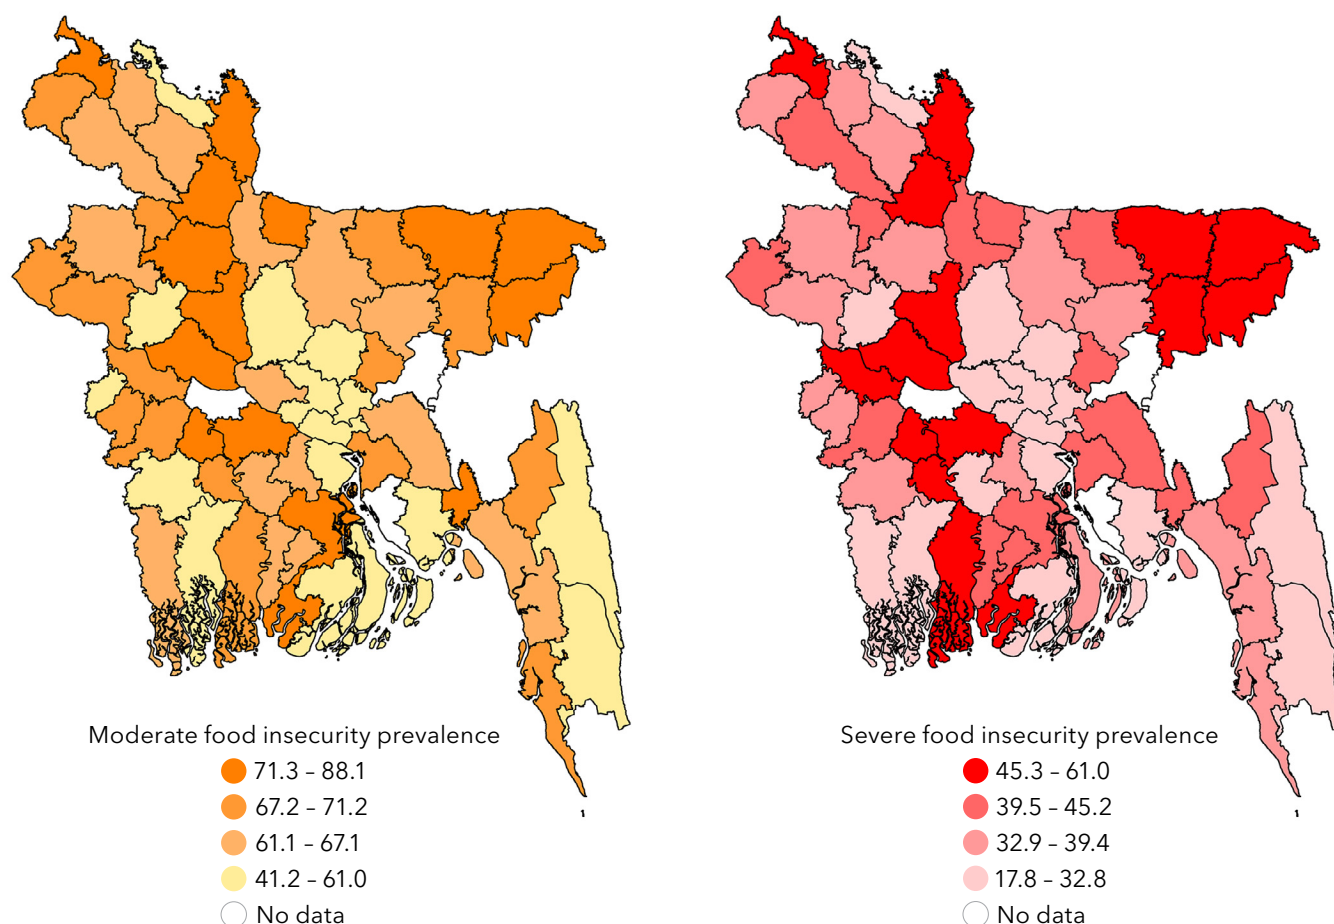 Moderate food insecurity prevalence
71.3 – 88.1
67.2 – 71.2
61.1 – 67.1
41.2 – 61.0
No data
Severe food insecurity prevalence
45.3 – 61.0
39.5 – 45.2
32.9 – 39.4
17.8 – 32.8
No data